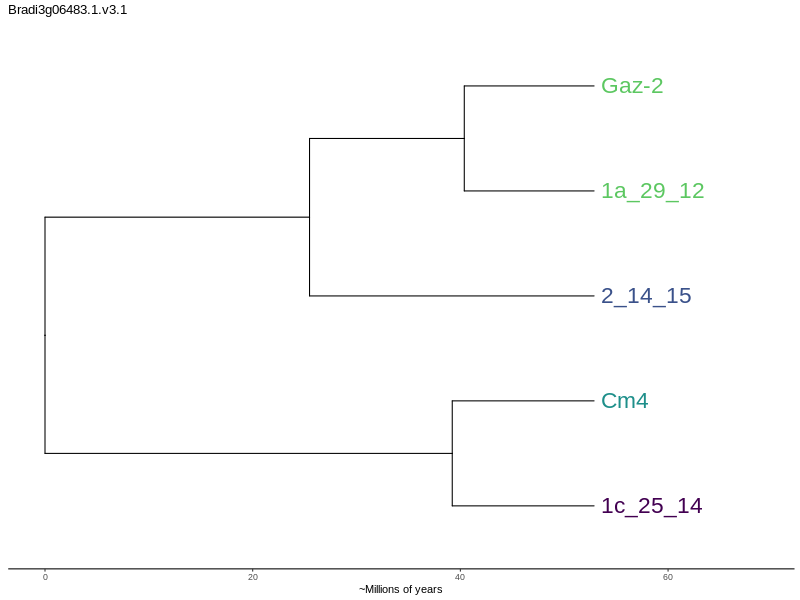 Bradi3g06483.1.v3.1
Gaz-2
1a_29_12
2_14_15
Cm4
1c_25_14
0 20 40 60
~Millions of years